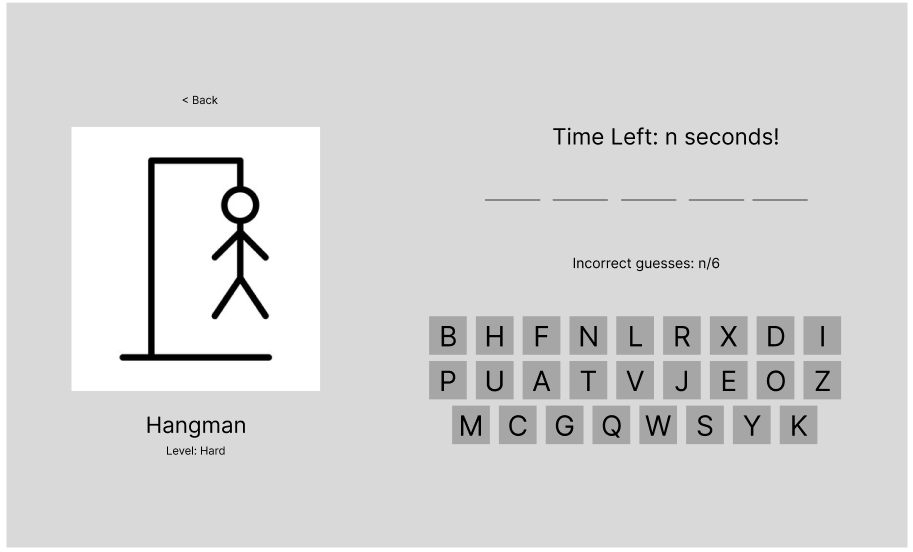 < Back
Hangman
Level: Hard
Time Left: n seconds!
Incorrect guesses: n/6
B H F N L R X D I
P U A T V J E O Z
M C G Q W S Y K